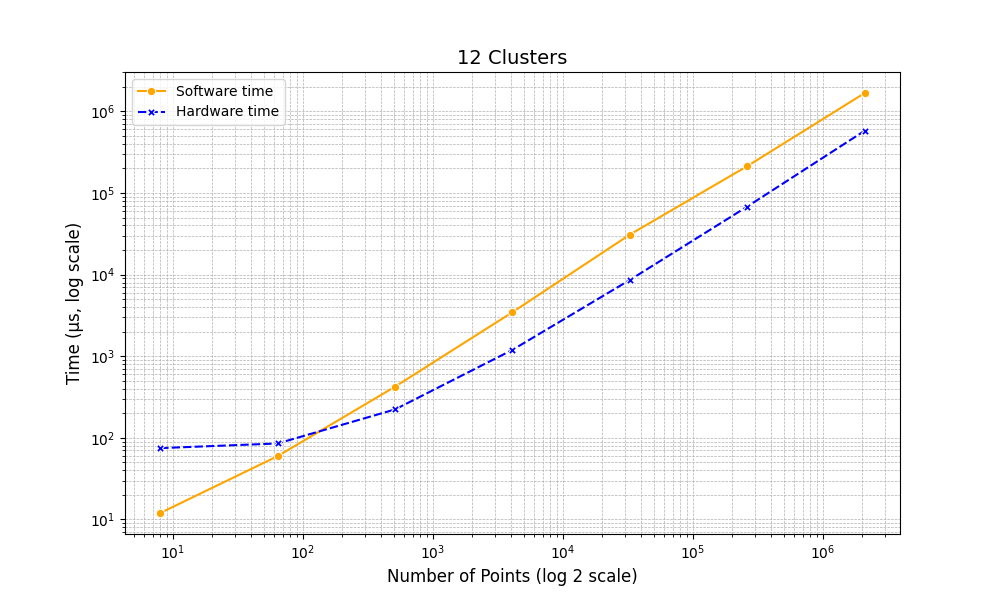 12 Clusters
Software time
Hardware time
Time (µs, log scale)
10⁶
10⁵
10⁴
10³
10²
10¹
10¹ 10² 10³ 10⁴ 10⁵ 10⁶
Number of Points (log 2 scale)